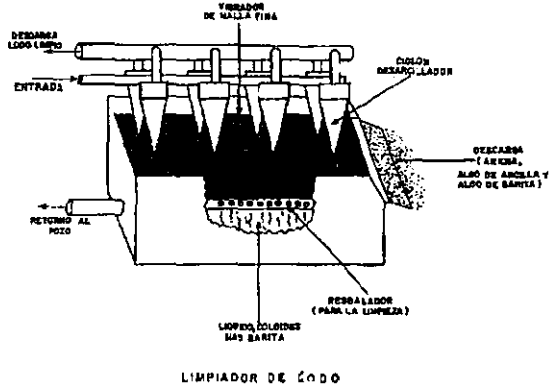 VIBRADOR
DE MALLA FINA
DESCARGA
LODO LIMPIO
CICLON
DESARCILLADOR
ENTRADA
DESCARGA
(ARENA,
ALGO DE ARCILLA Y
ALGO DE BARITA)
RETORNO AL
POZO
RESBALADOR
(PARA LA LIMPIEZA)
LIQUIDO, COLOIDES
MAS BARITA
LIMPIADOR DE LODO